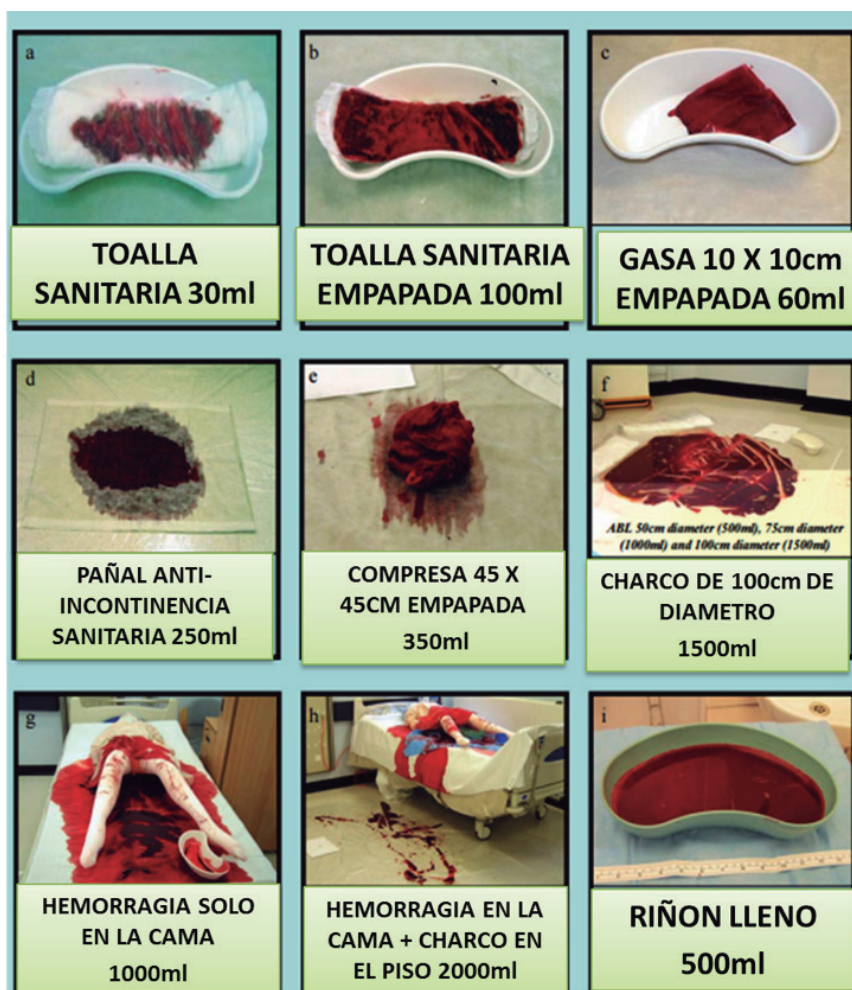 a
TOALLA
SANITARIA 30ml
b
TOALLA SANITARIA
EMPAPADA 100ml
c
GASA 10 X 10cm
EMPAPADA 60ml
d
PAÑAL ANTI-
INCONTINENCIA
SANITARIA 250ml
e
COMPRESA 45 X
45CM EMPAPADA
350ml
f
ABL 50cm diameter (500ml), 75cm diameter
(1000ml) and 100cm diameter (1500ml)
CHARCO DE 100cm DE
DIAMETRO
1500ml
g
HEMORRAGIA SOLO
EN LA CAMA
1000ml
h
HEMORRAGIA EN LA
CAMA + CHARCO EN
EL PISO 2000ml
i
RIÑON LLENO
500ml